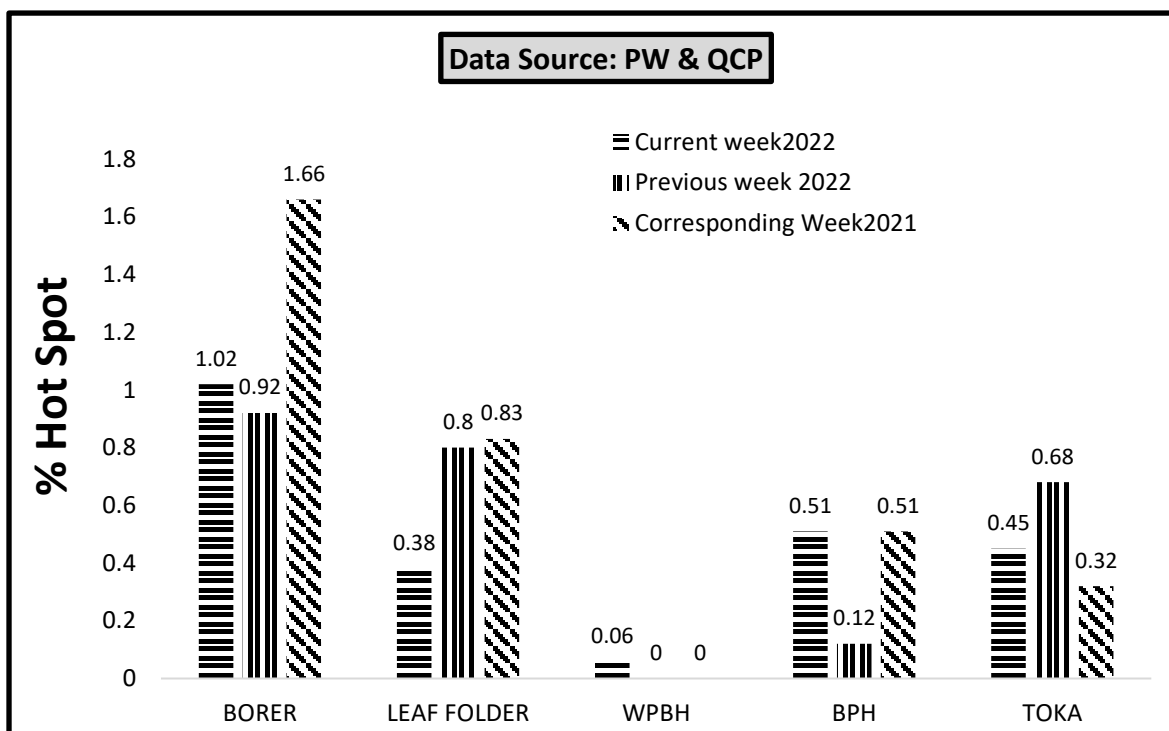 Data Source: PW & QCP
Current week2022
Previous week 2022
Corresponding Week2021
% Hot Spot
1.8
1.6
1.4
1.2
1
0.8
0.6
0.4
0.2
0
1.02
0.92
1.66
0.38
0.8
0.83
0.06
0
0
0.51
0.12
0.51
0.45
0.68
0.32
BORER
LEAF FOLDER
WPBH
BPH
TOKA